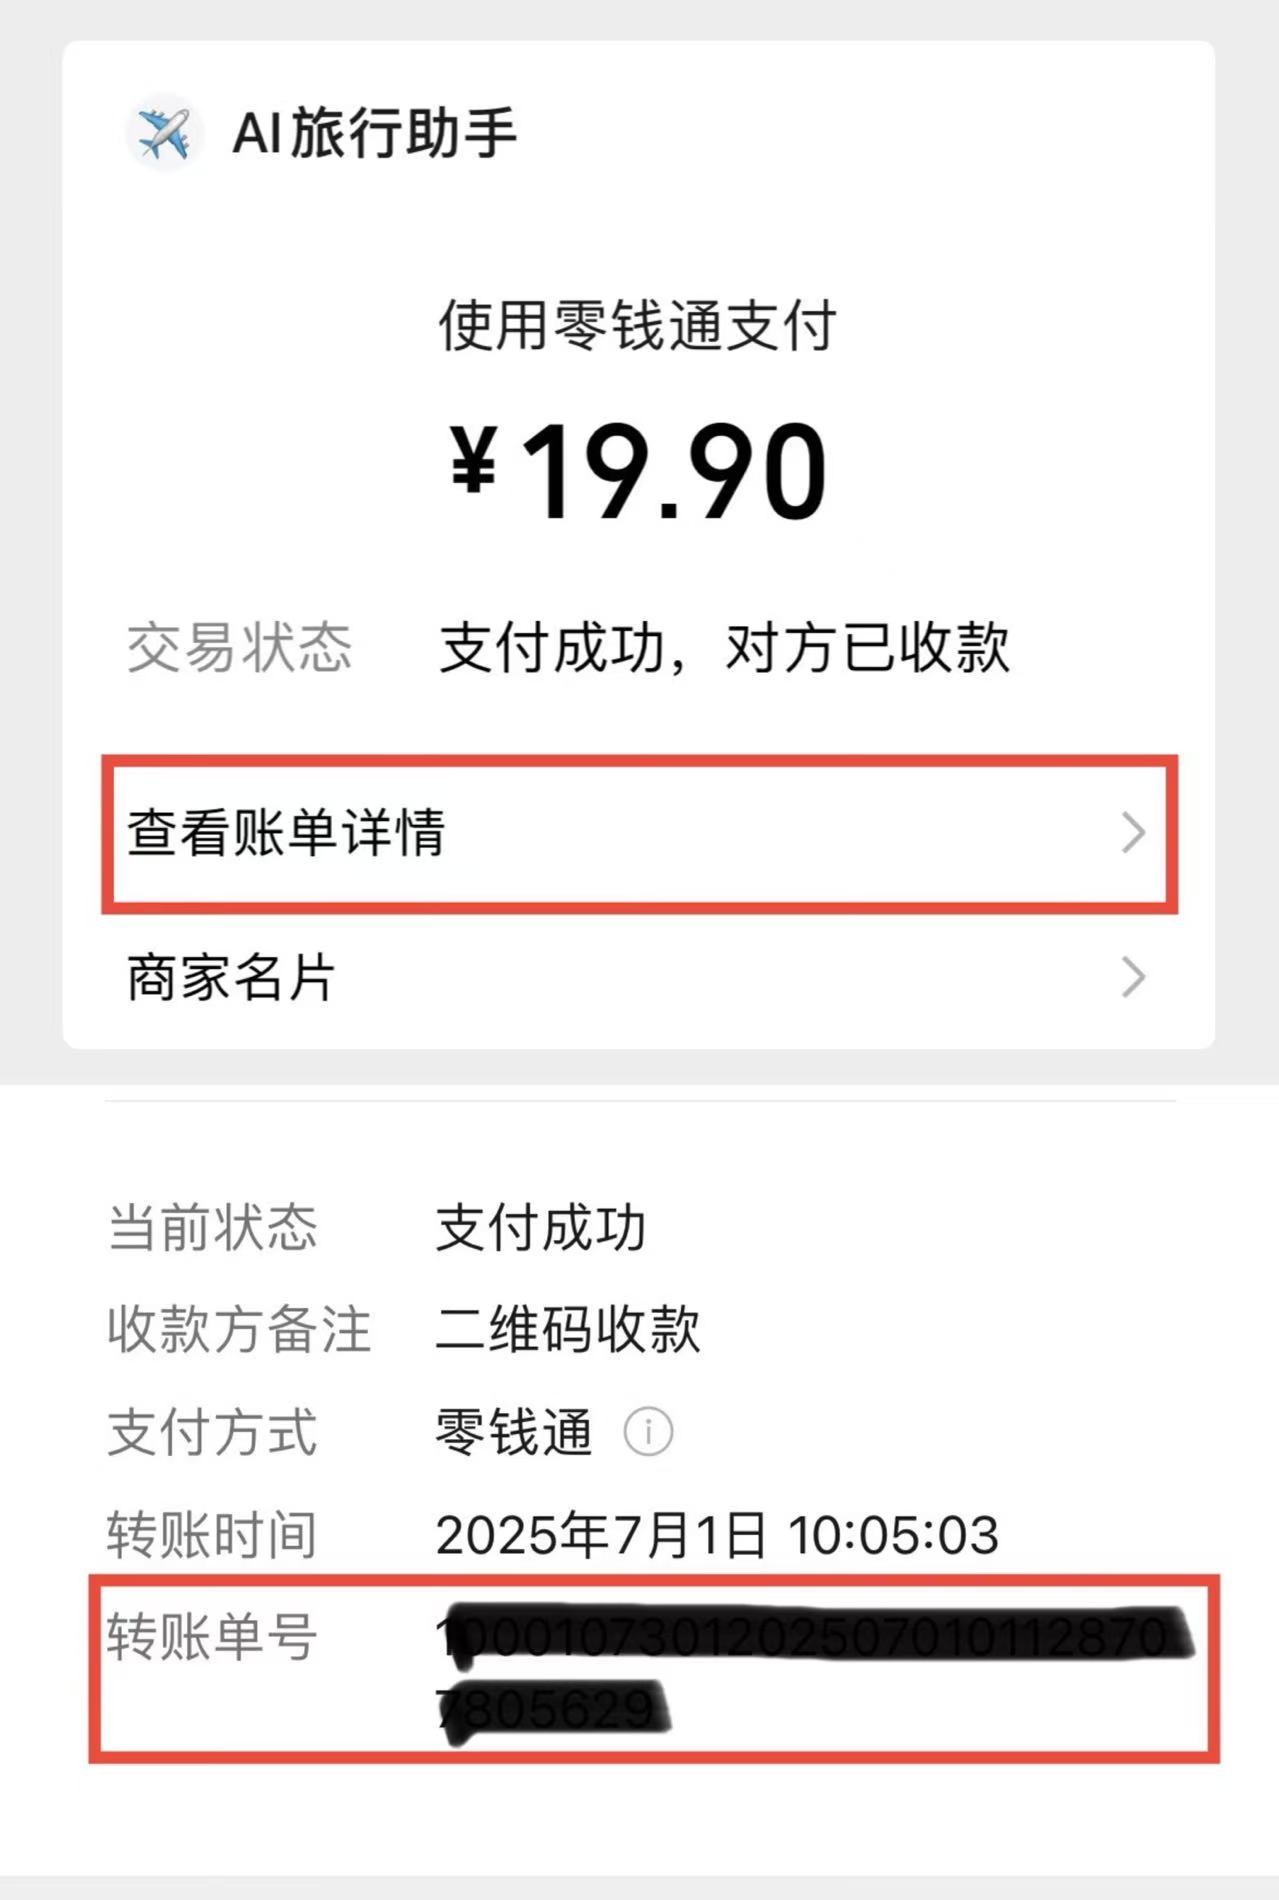 AI旅行助手
使用零钱通支付
¥19.90
交易状态 支付成功，对方已收款
查看账单详情
商家名片
当前状态 支付成功
收款方备注 二维码收款
支付方式 零钱通
转账时间 2025年7月1日 10:05:03
转账单号